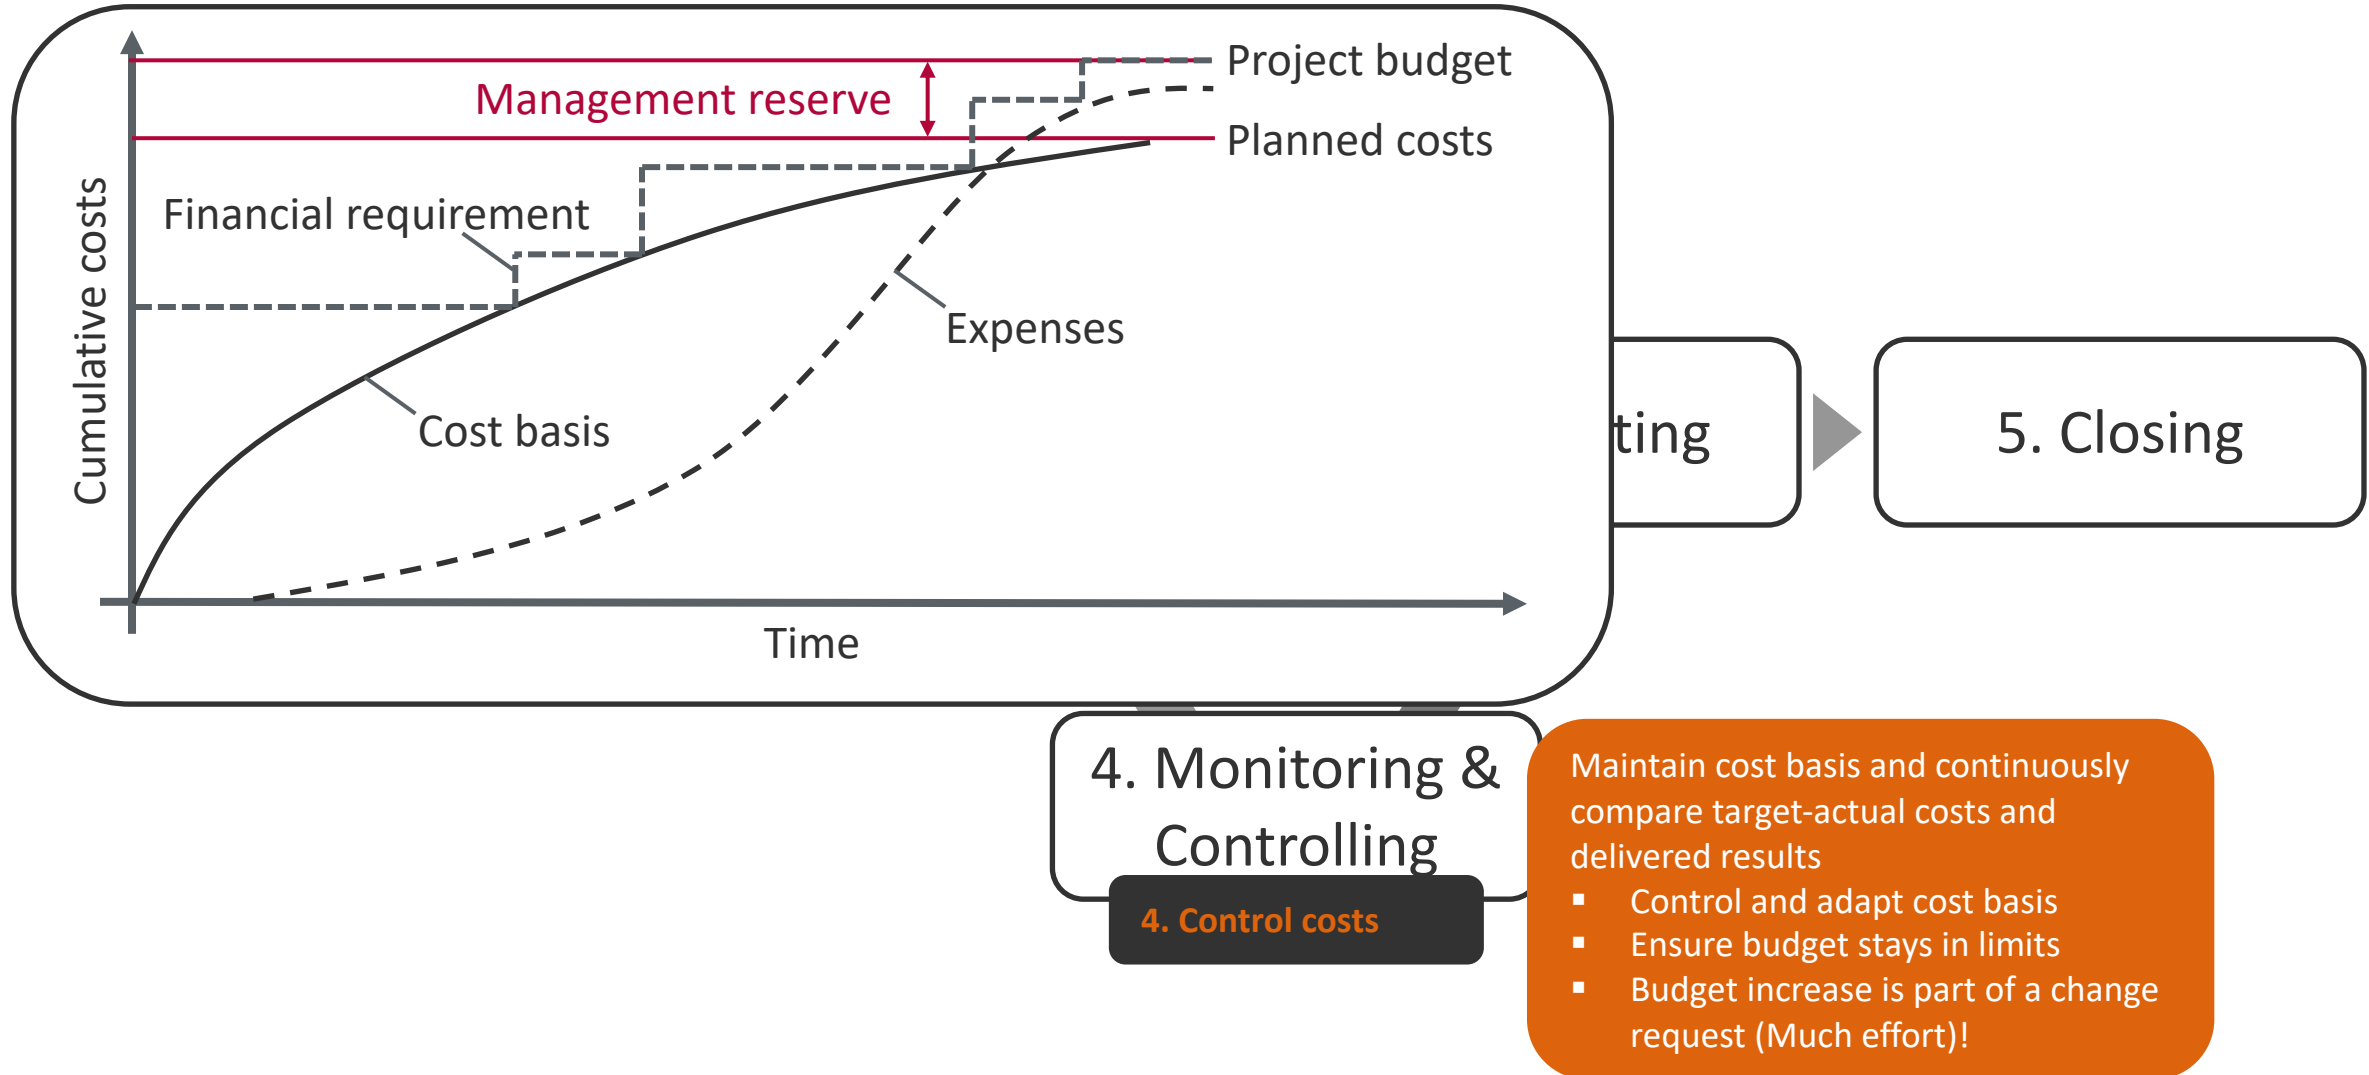 Project budget
Management reserve
Planned costs
Financial requirement
Cumulative costs
Expenses
Cost basis
Time
ting
5. Closing
4. Monitoring &
Controlling
4. Control costs
Maintain cost basis and continuously
compare target-actual costs and
delivered results
▪ Control and adapt cost basis
▪ Ensure budget stays in limits
▪ Budget increase is part of a change
request (Much effort)!